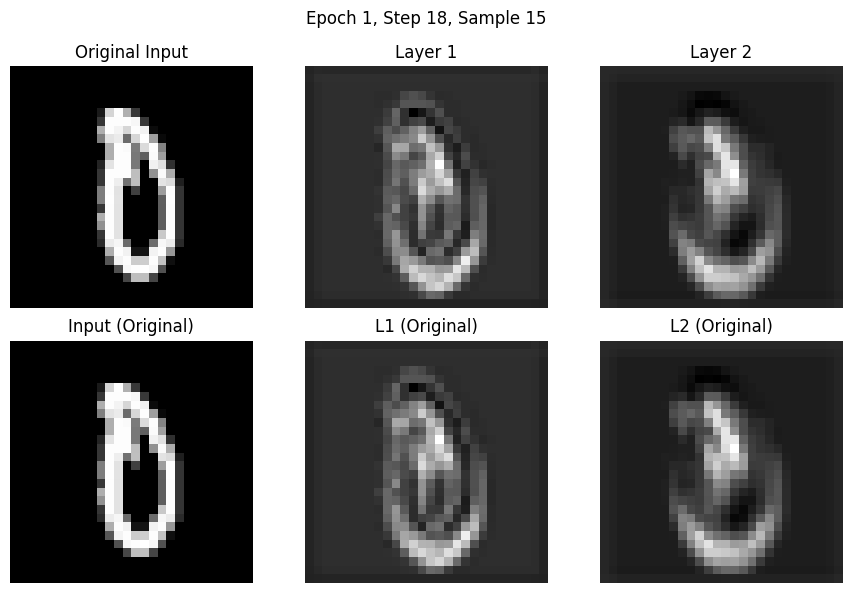 Epoch 1, Step 18, Sample 15
Original Input
Layer 1
Layer 2
Input (Original)
L1 (Original)
L2 (Original)